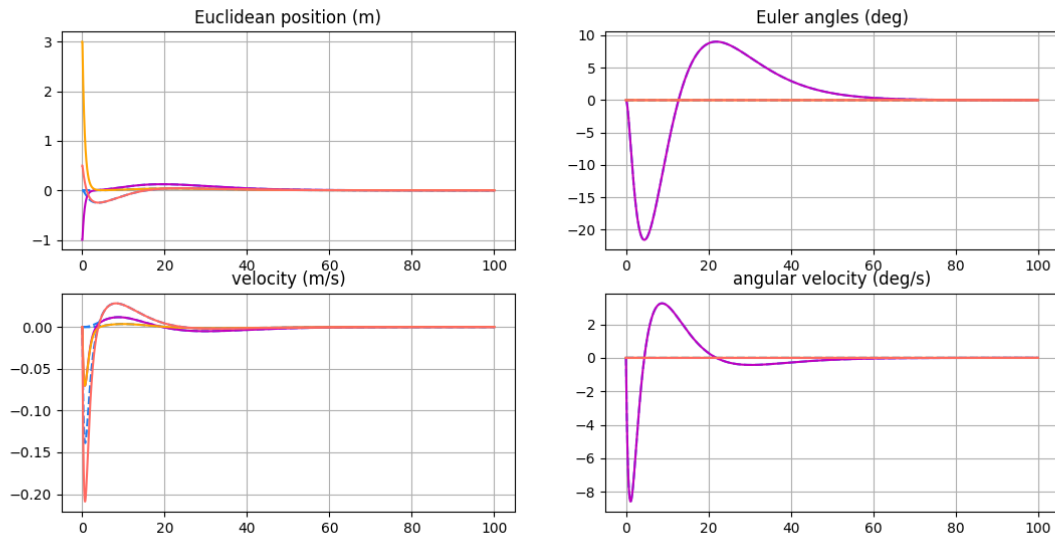 Euclidean position (m)
3
2
1
0
−1
0 20 40 60 80 100
Euler angles (deg)
10
5
0
−5
−10
−15
−20
0 20 40 60 80 100
velocity (m/s)
0.00
−0.05
−0.10
−0.15
−0.20
0 20 40 60 80 100
angular velocity (deg/s)
2
0
−2
−4
−6
−8
0 20 40 60 80 100